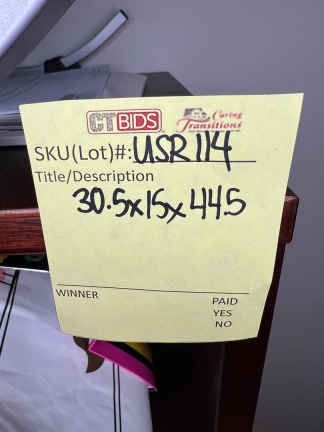 CTBIDS Caring Transitions
SKU(Lot)#: USR114
Title/Description
30.5x15x44.5
WINNER
PAID
YES
NO